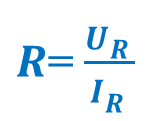 R= U_R / I_R